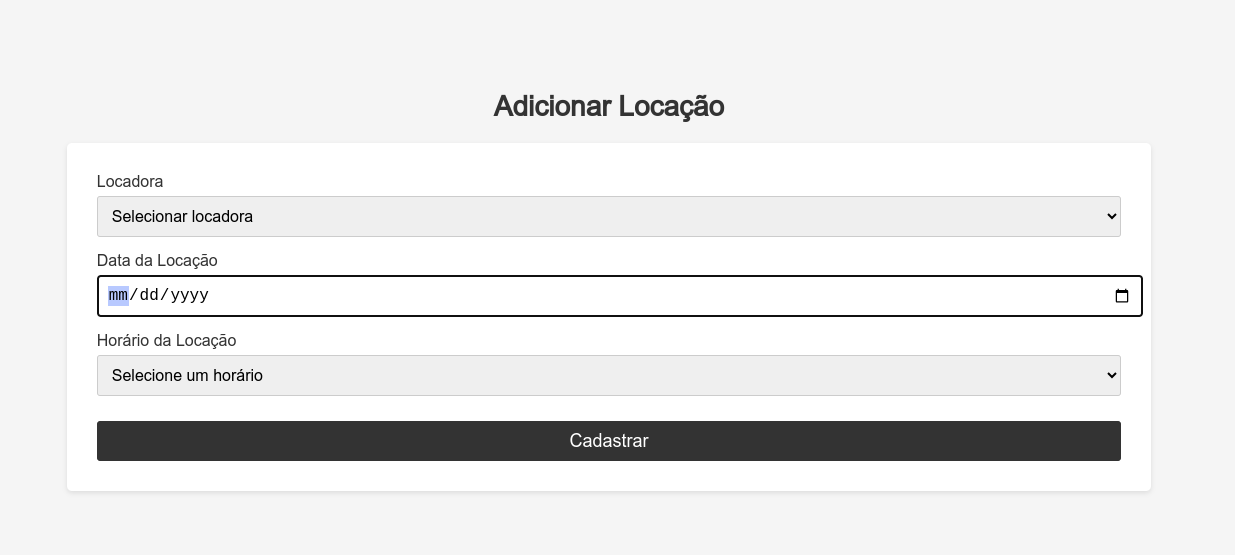 Adicionar Locação
Locadora
Selecionar locadora
Data da Locação
mm/dd/yyyy
Horário da Locação
Selecione um horário
Cadastrar